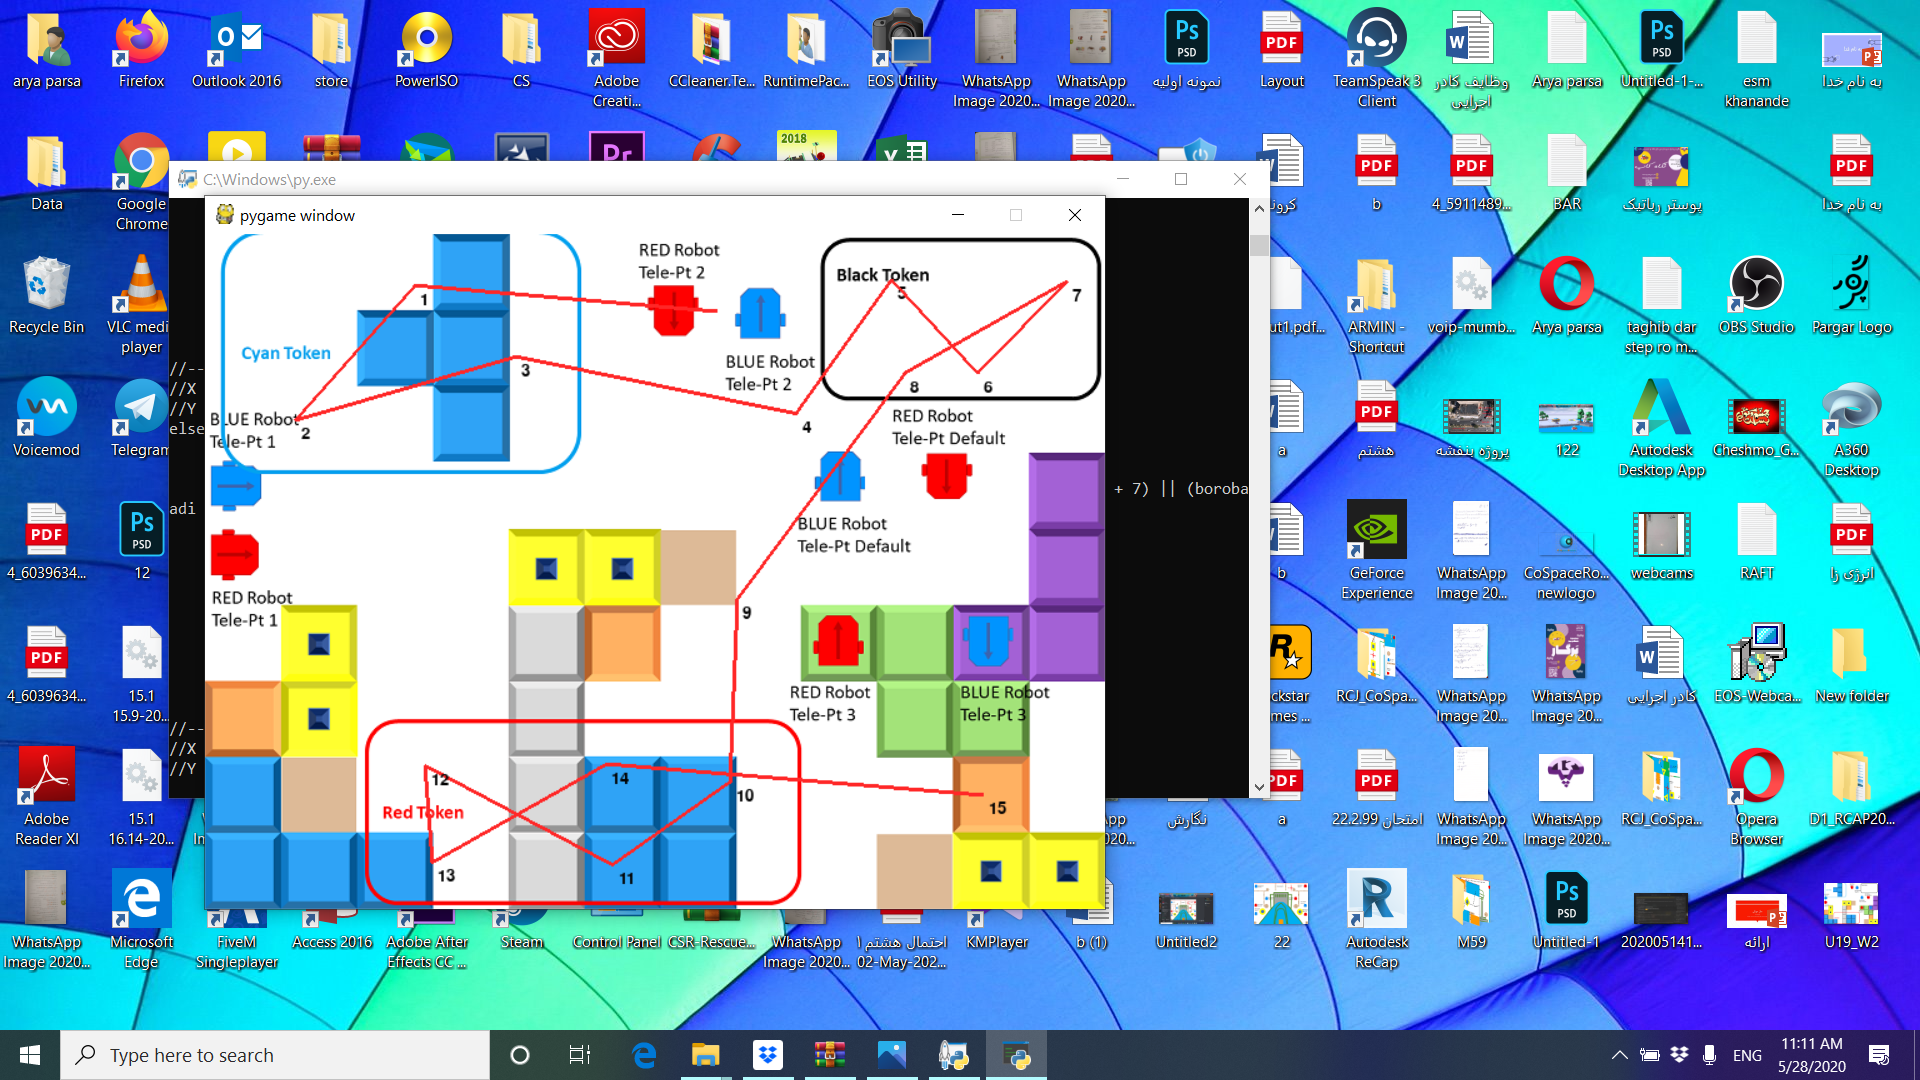 arya parsa
Firefox
Outlook 2016
store
PowerISO
CS
Adobe
Creati...
CCleaner.Te...
RuntimePac...
EOS Utility
WhatsApp
Image 2020...
WhatsApp
Image 2020...
نمونه اولیه
Layout
TeamSpeak 3
Client
وظایف کادر
اجرایی
Arya parsa
Untitled-1-...
esm
khanande
به نام خدا
Data
Google
Chrome
C:\Windows\py.exe
کرونا
b
4_5911489...
BAR
پوستر رباتیک
به نام خدا
pygame window
Recycle Bin
VLC medi
player
ut1.pdf...
ARMIN -
Shortcut
voip-mumb...
Arya parsa
taghib dar
step ro m...
OBS Studio
Pargar Logo
RED Robot
Tele-Pt 2
Black Token
1
5
7
Cyan Token
BLUE Robot
Tele-Pt 2
3
8
6
BLUE Robot
Tele-Pt 1
2
4
RED Robot
Tele-Pt Default
BLUE Robot
Tele-Pt Default
RED Robot
Tele-Pt 1
9
RED Robot
Tele-Pt 3
BLUE Robot
Tele-Pt 3
12
14
10
15
Red Token
13
11
//--
//X
//Y
else
adi
+ 7) || (boroba
//--
//X
//Y
Voicemod
Telegram
a
هشتم
پروژه بنفشه
122
Autodesk
Desktop App
Cheshmo_G...
A360
Desktop
4_6039634...
12
b
GeForce
Experience
WhatsApp
Image 20...
CoSpaceRo...
newlogo
webcams
RAFT
انرژی زا
4_6039634...
15.1
15.9-20...
ckstar
mes ...
RCJ_CoSpa...
WhatsApp
Image 20...
WhatsApp
Image 20...
کادر اجرایی
EOS-Webca...
New folder
Adobe
Reader XI
15.1
16.14-20...
نگارش
a
امتحان 22.2.99
WhatsApp
Image 20...
WhatsApp
Image 2020...
RCJ_CoSpa...
Opera
Browser
D1_RCAP20...
WhatsApp
Image 2020...
Microsoft
Edge
FiveM
Singleplayer
Access 2016
Adobe After
Effects CC ...
Steam
Control Panel
CSR-Rescue...
WhatsApp
Image 2020...
احتمال هشتم ۱
02-May-202...
KMPlayer
b (1)
Untitled2
22
Autodesk
ReCap
M59
Untitled-1
202005141...
ارائه
U19_W2
Type here to search
ENG
11:11 AM
5/28/2020